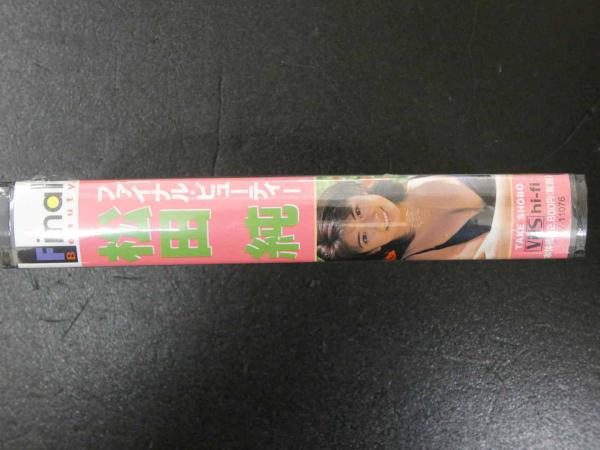 Final
Beauty
ファイナル・ビューティー
松田 純
TAKE SHOBO
VHS hi-fi
11076